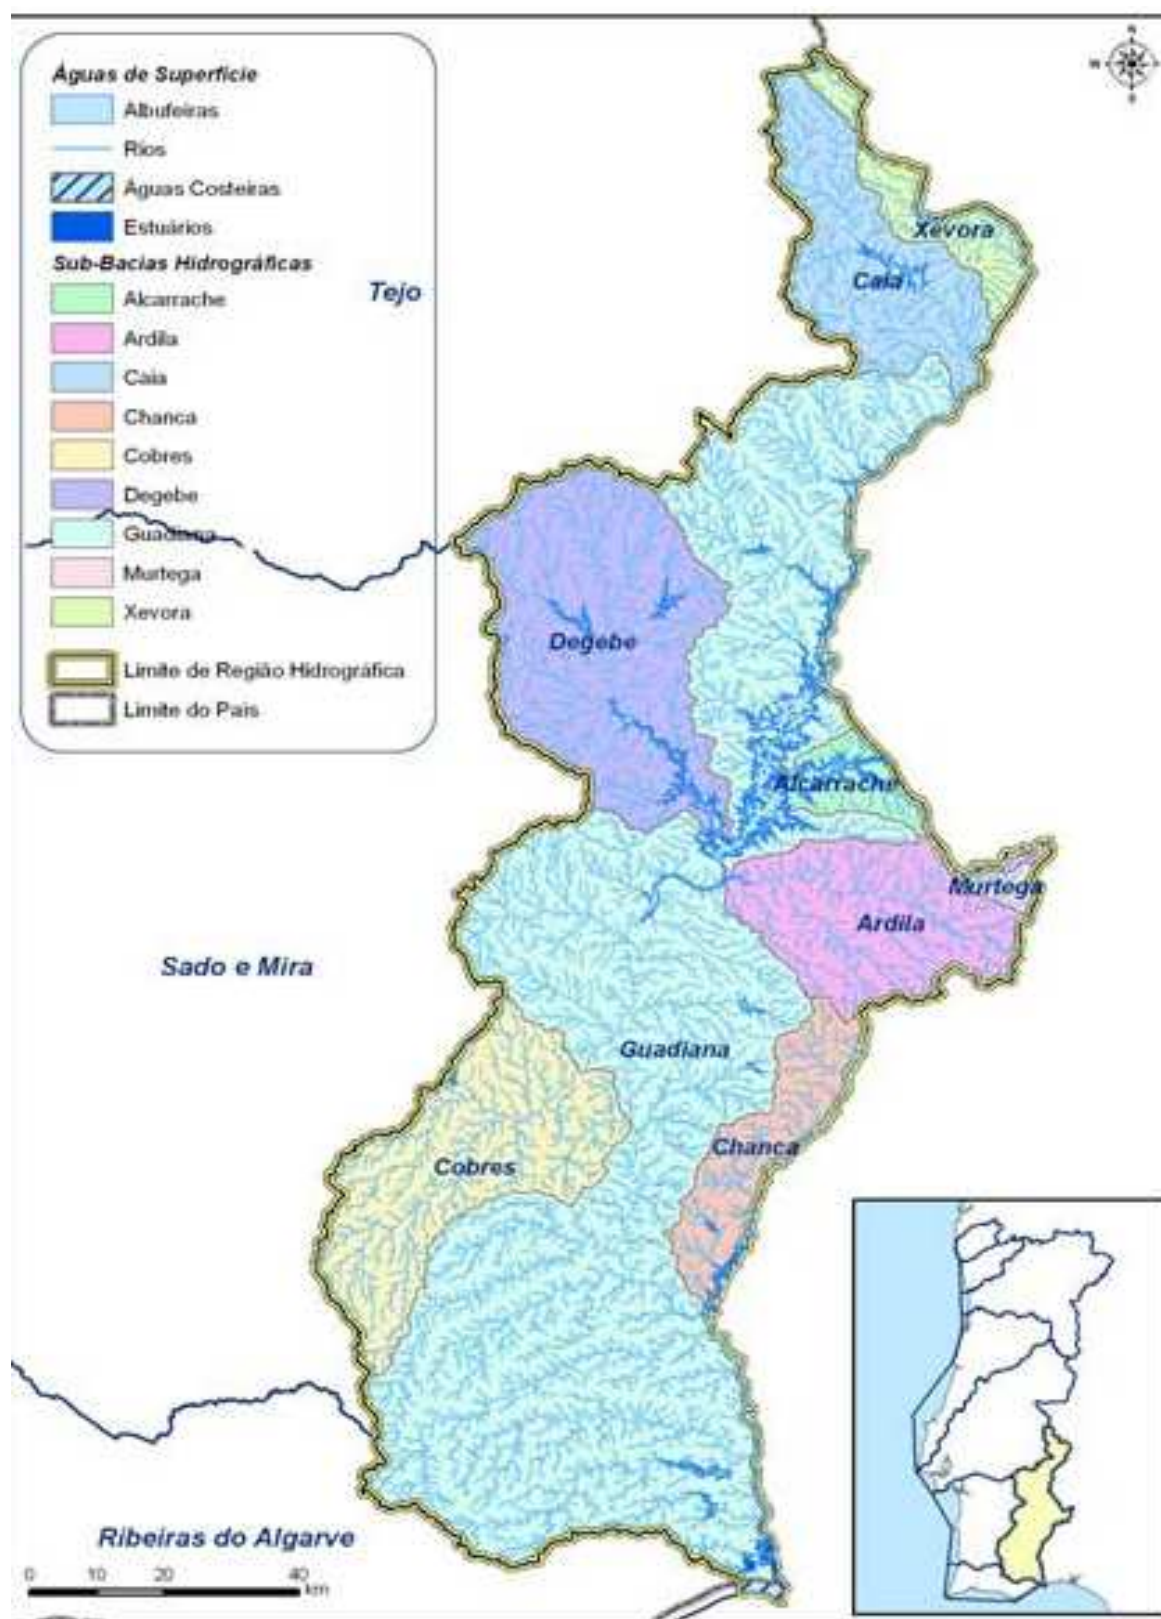 Águas de Superfície
Albufeiras
Rios
Águas Costeiras
Estuários
Sub-Bacias Hidrográficas
Alcarrache
Ardila
Caia
Chanca
Cobres
Degebe
Guadiana
Murtega
Xevora
Limite de Região Hidrográfica
Limite do País
N
W
S
Tejo
Xévora
Caia
Degebe
Alcarrache
Murtega
Ardila
Sado e Mira
Guadiana
Chanca
Cobres
Ribeiras do Algarve
0 10 20 40
km